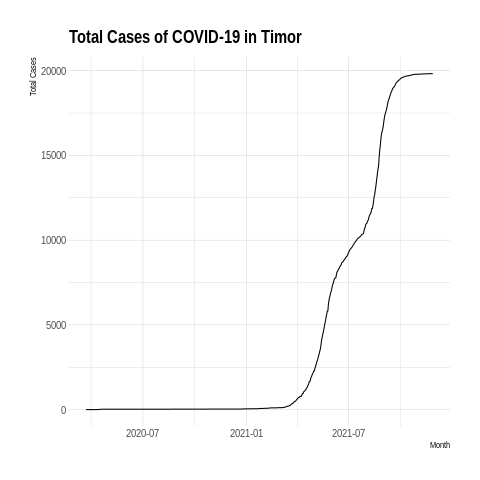 Total Cases of COVID-19 in Timor
Total Cases
20000
15000
10000
5000
0
2020-07 2021-01 2021-07
Month